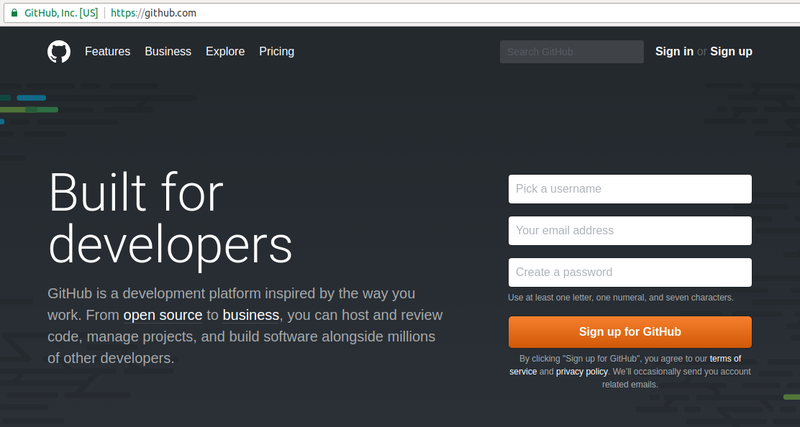 GitHub, Inc. [US] https://github.com
Features Business Explore Pricing Search GitHub Sign in or Sign up
Built for
developers
GitHub is a development platform inspired by the way you
work. From open source to business, you can host and review
code, manage projects, and build software alongside millions
of other developers.
Pick a username
Your email address
Create a password
Use at least one letter, one numeral, and seven characters.
Sign up for GitHub
By clicking "Sign up for GitHub", you agree to our terms of
service and privacy policy. We'll occasionally send you account
related emails.